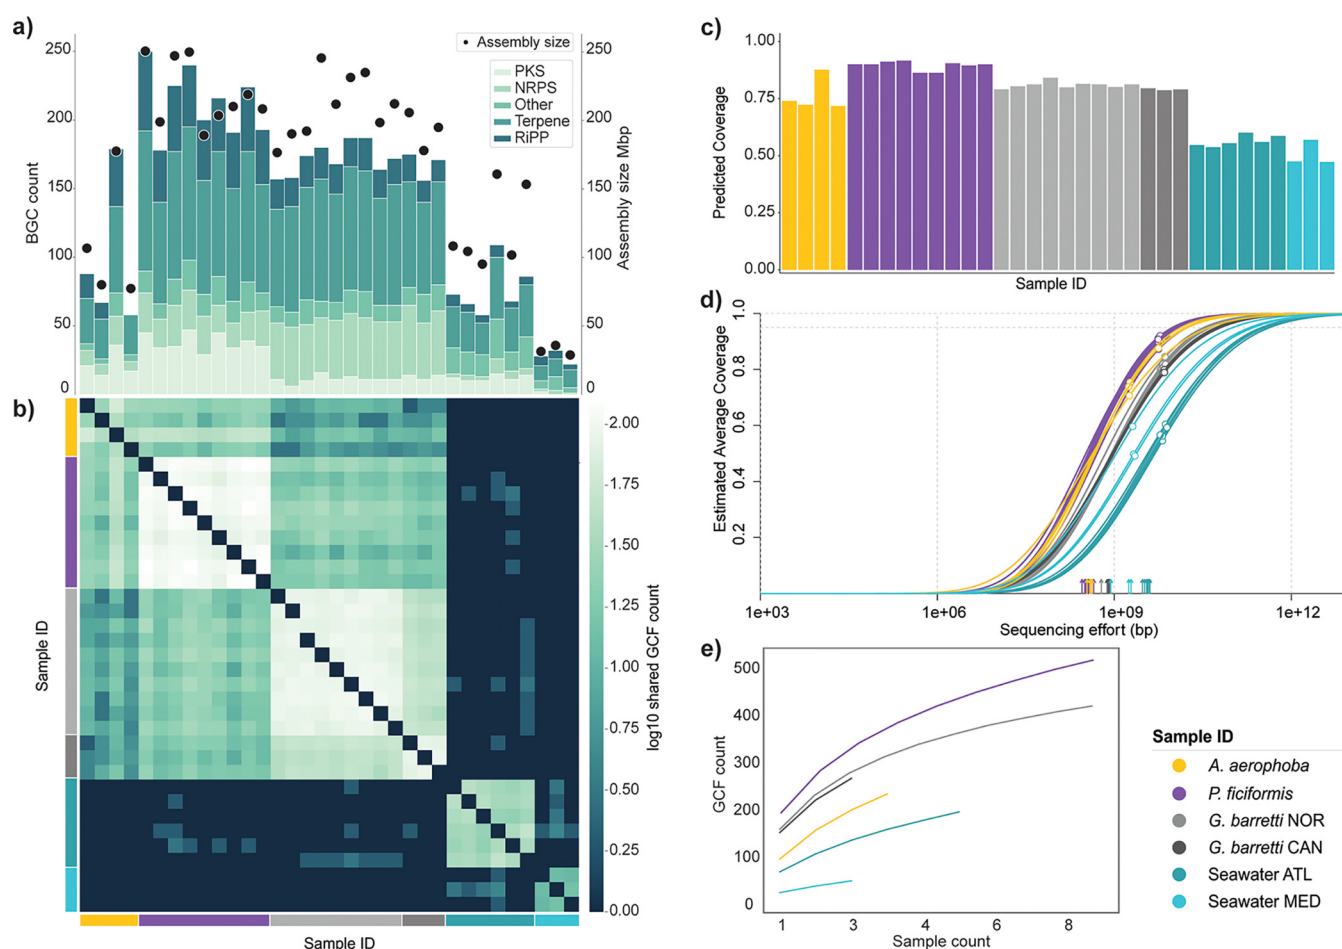 a)
250
200
150
100
50
0
BGC count
Assembly size
PKS
NRPS
Other
Terpene
RiPP
250
200
150
100
50
0
Assembly size Mbp
b)
Sample ID
Sample ID
2.00
1.75
1.50
1.25
1.00
0.75
0.50
0.25
0.00
log10 shared GCF count
c)
1.00
0.75
0.50
0.25
0.00
Predicted Coverage
Sample ID
d)
1.0
0.8
0.6
0.4
0.2
Estimated Average Coverage
1e+03
1e+06
1e+09
1e+12
Sequencing effort (bp)
e)
500
400
300
200
100
0
GCF count
1
3
4
6
8
Sample count
Sample ID
A. aerophoba
P. ficiformis
G. barretti NOR
G. barretti CAN
Seawater ATL
Seawater MED